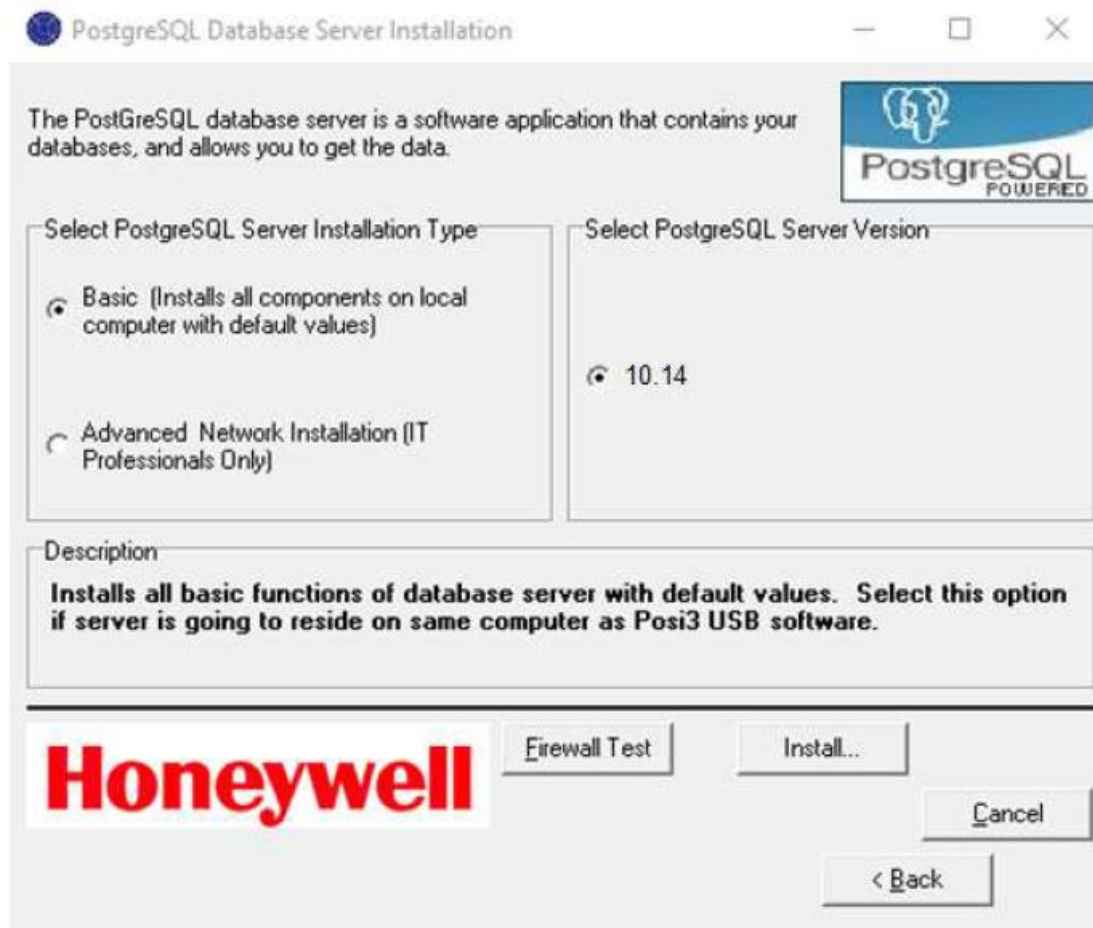 PostgreSQL Database Server Installation
The PostGreSQL database server is a software application that contains your
databases, and allows you to get the data.
PostgreSQL
POWERED
Select PostgreSQL Server Installation Type
Basic (Installs all components on local
computer with default values)
Advanced Network Installation (IT
Professionals Only)
Select PostgreSQL Server Version
10.14
Description
Installs all basic functions of database server with default values. Select this option
if server is going to reside on same computer as Posi3 USB software.
Honeywell
Firewall Test
Install...
Cancel
< Back